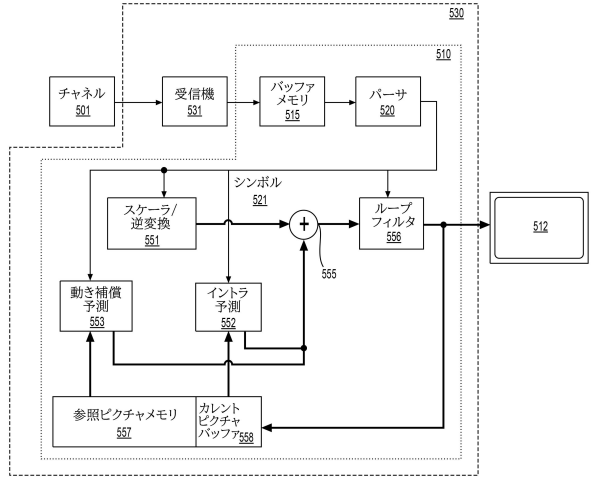 530
510
チャネル
501
受信機
531
バッファ
メモリ
515
パーサ
520
シンボル
521
スケーラ/
逆変換
551
+
555
ループ
フィルタ
556
512
動き補償
予測
553
イントラ
予測
552
参照ピクチャメモリ
557
カレント
ピクチャ
バッファ 558